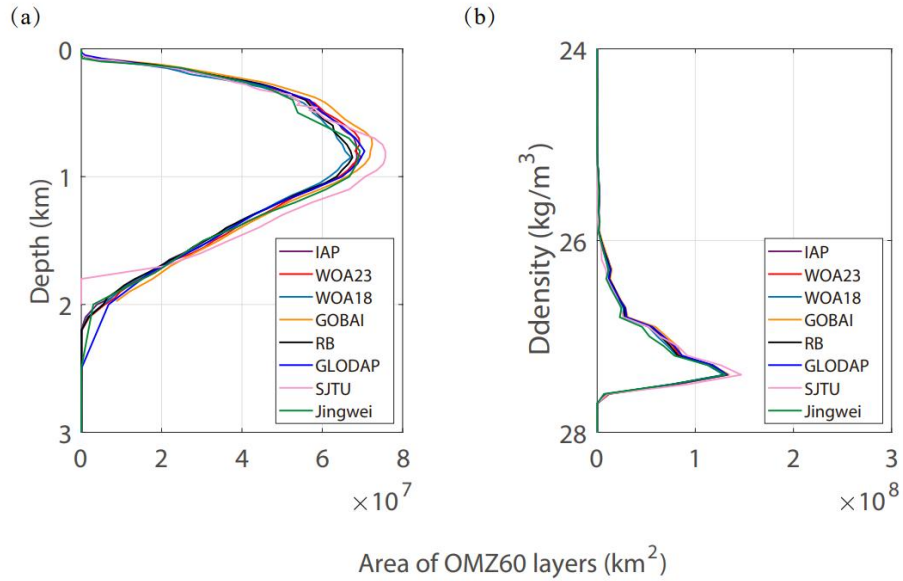 (a)
0
1
2
3
Depth (km)
IAP
WOA23
WOA18
GOBAI
RB
GLODAP
SJTU
Jingwei
0 2 4 6 8
×10^7
(b)
24
26
28
Ddensity (kg/m^3)
IAP
WOA23
WOA18
GOBAI
RB
GLODAP
SJTU
Jingwei
0 1 2 3
×10^8
Area of OMZ60 layers (km^2)